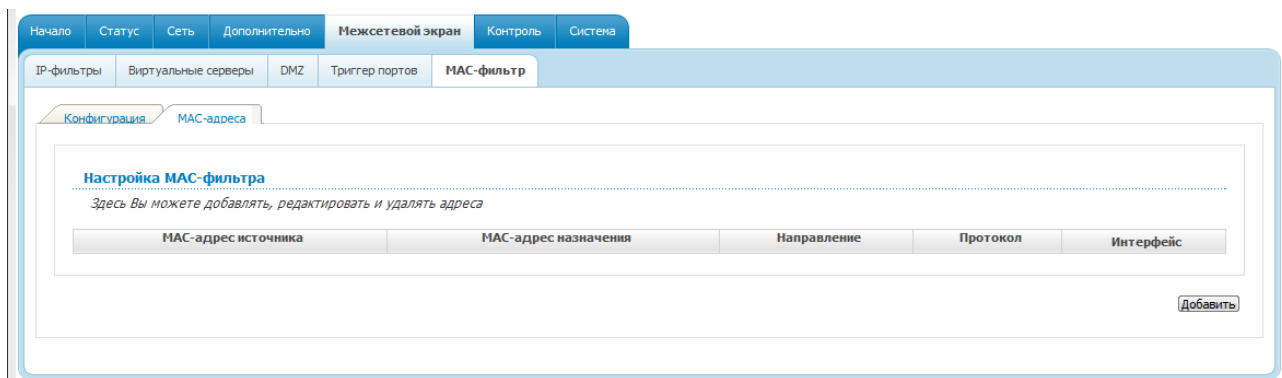 Начало Статус Сеть Дополнительно Межсетевой экран Контроль Система
IP-фильтры Виртуальные серверы DMZ Триггер портов MAC-фильтр
Конфигурация MAC-адреса
Настройка MAC-фильтра
Здесь Вы можете добавлять, редактировать и удалять адреса
MAC-адрес источника MAC-адрес назначения Направление Протокол Интерфейс
Добавить